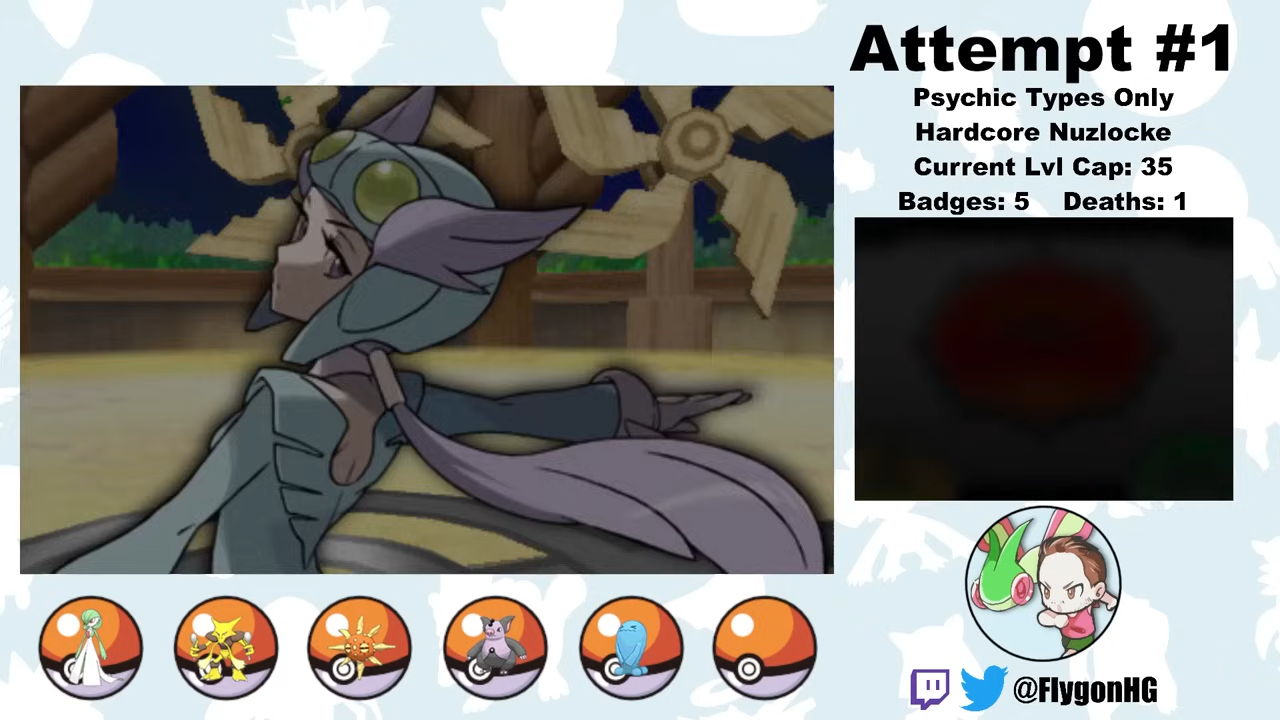 Attempt #1
Psychic Types Only
Hardcore Nuzlocke
Current Lvl Cap: 35
Badges: 5 Deaths: 1
@FlygonHG